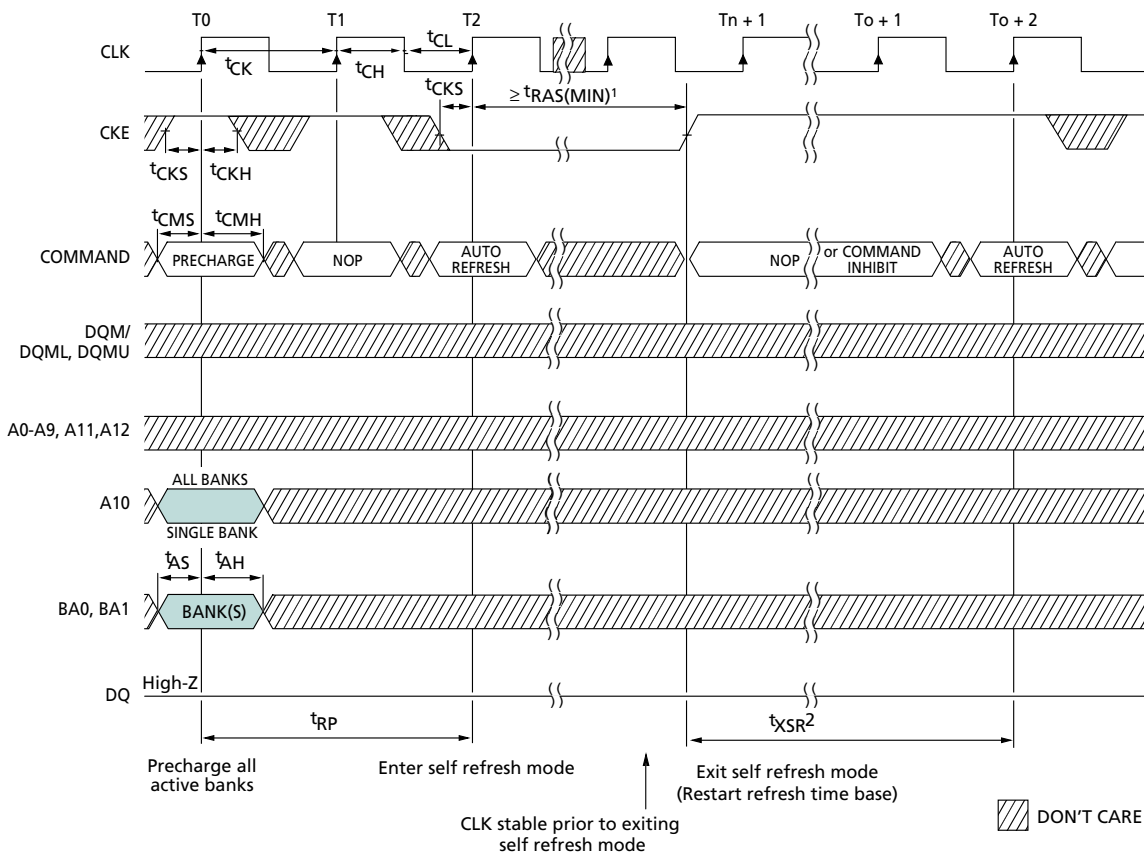 T0 T1 T2 Tn + 1 To + 1 To + 2
CLK
tCK tCH tCL
tCKS ≥ tRAS(MIN)1
CKE
tCKS tCKH
tCMS tCMH
COMMAND PRECHARGE NOP AUTO REFRESH NOP or COMMAND INHIBIT AUTO REFRESH
DQM/
DQML, DQMU
A0-A9, A11,A12
ALL BANKS
A10
SINGLE BANK
tAS tAH
BA0, BA1 BANK(S)
High-Z
DQ
tRP tXSR2
Precharge all
active banks
Enter self refresh mode
Exit self refresh mode
(Restart refresh time base)
CLK stable prior to exiting
self refresh mode
DON'T CARE